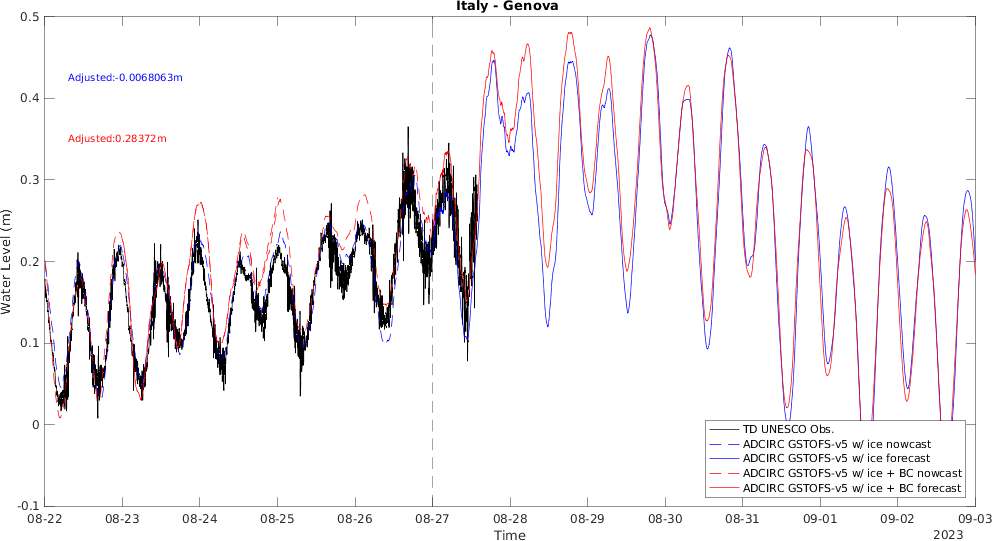 Italy - Genova
Adjusted:-0.0068063m
Adjusted:0.28372m
Water Level (m)
0.5
0.4
0.3
0.2
0.1
0
-0.1
TD UNESCO Obs.
ADCIRC GSTOFS-v5 w/ ice nowcast
ADCIRC GSTOFS-v5 w/ ice forecast
ADCIRC GSTOFS-v5 w/ ice + BC nowcast
ADCIRC GSTOFS-v5 w/ ice + BC forecast
08-22 08-23 08-24 08-25 08-26 08-27 08-28 08-29 08-30 08-31 09-01 09-02 09-03
Time
2023